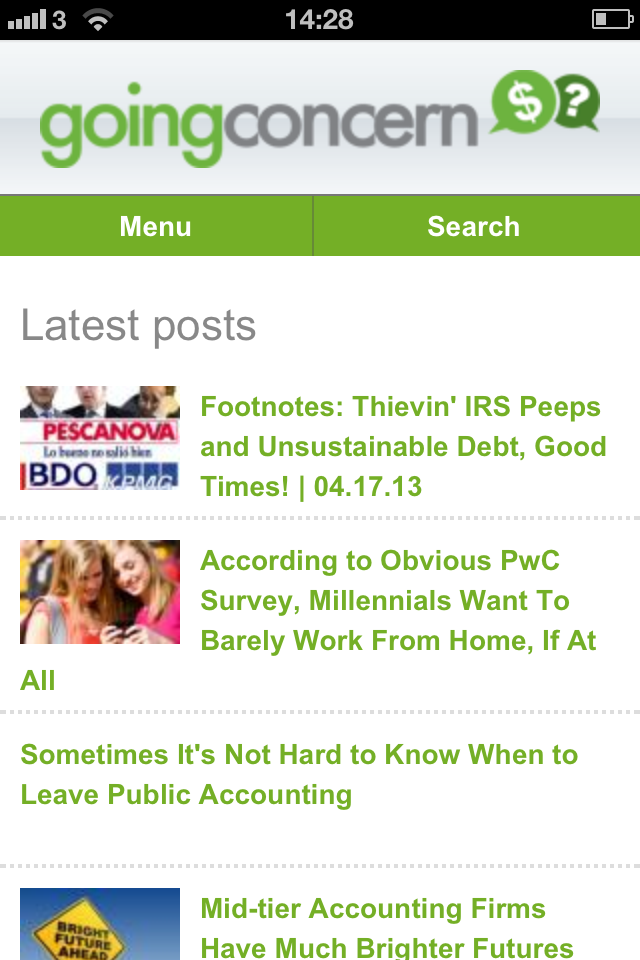 3 14:28
goingconcern $ ?
Menu Search
Latest posts
PESCANOVA
Lo bueno no salió bien
BDO KPMG
Footnotes: Thievin' IRS Peeps
and Unsustainable Debt, Good
Times! | 04.17.13
According to Obvious PwC
Survey, Millennials Want To
Barely Work From Home, If At
All
Sometimes It's Not Hard to Know When to
Leave Public Accounting
BRIGHT
FUTURE
AHEAD
Mid-tier Accounting Firms
Have Much Brighter Futures